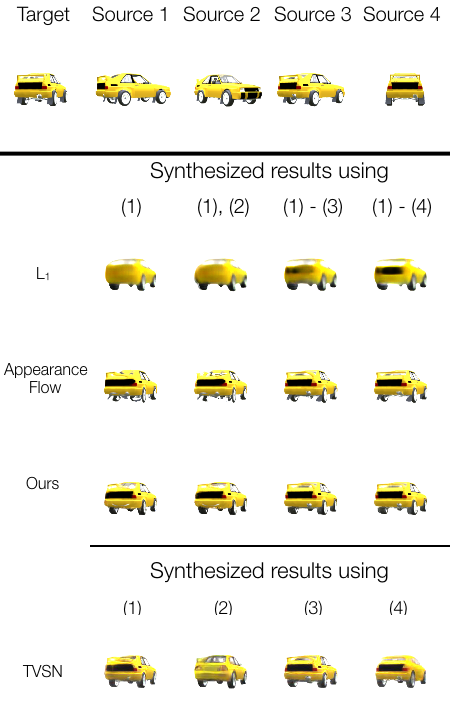 Target Source 1 Source 2 Source 3 Source 4
Synthesized results using
(1) (1), (2) (1) - (3) (1) - (4)
L₁
Appearance
Flow
Ours
Synthesized results using
(1) (2) (3) (4)
TVSN